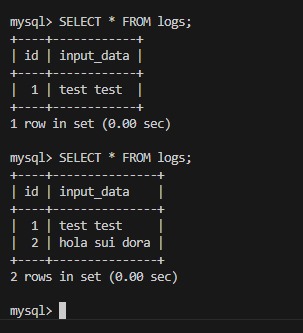 mysql> SELECT * FROM logs;
+----+------------+
| id | input_data |
+----+------------+
|  1 | test test  |
+----+------------+
1 row in set (0.00 sec)

mysql> SELECT * FROM logs;
+----+---------------+
| id | input_data    |
+----+---------------+
|  1 | test test     |
|  2 | hola sui dora |
+----+---------------+
2 rows in set (0.00 sec)

mysql>